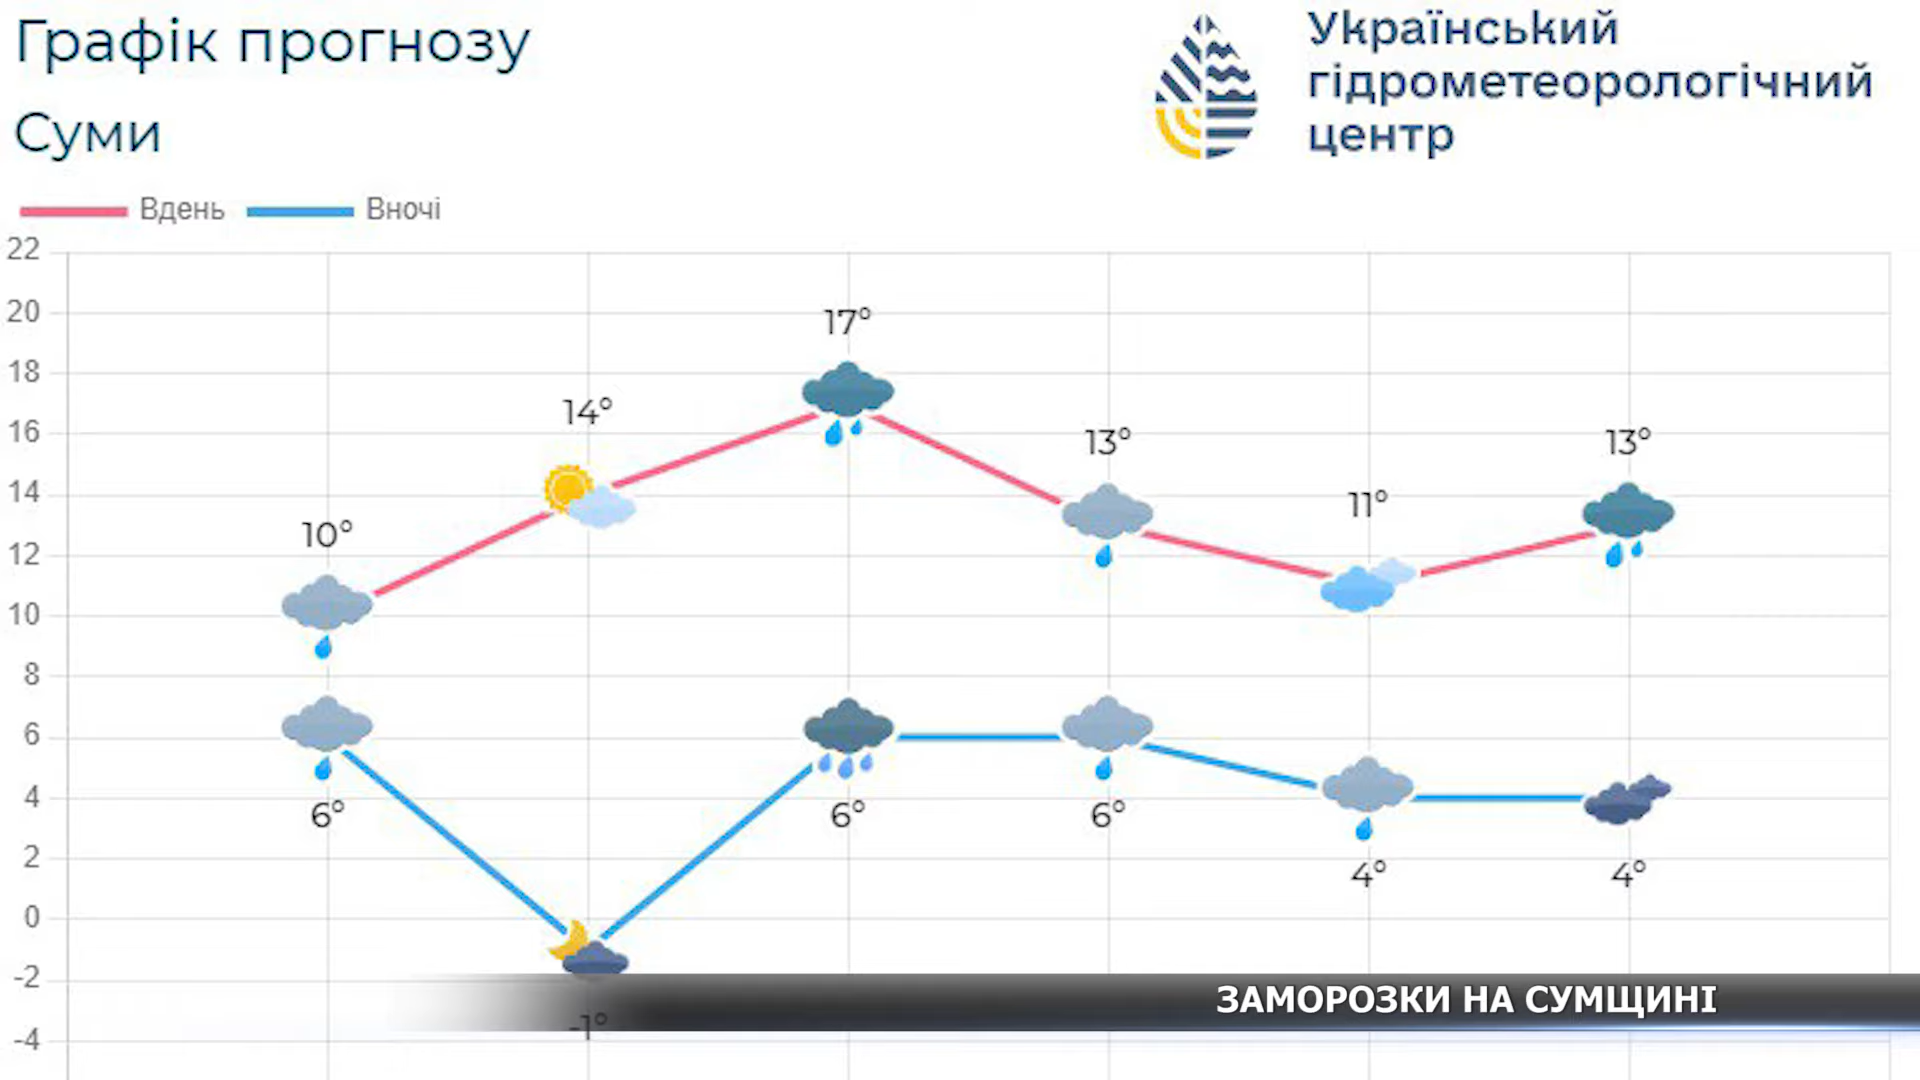 Графік прогнозу
Суми
Український
гідрометеорологічний
центр
Вдень Вночі
22
20
18
16
14
12
10
8
6
4
2
0
-2
-4
10° 14° 17° 13° 11° 13°
6° -1° 6° 6° 4° 4°
ЗАМОРОЗКИ НА СУМЩИНІ